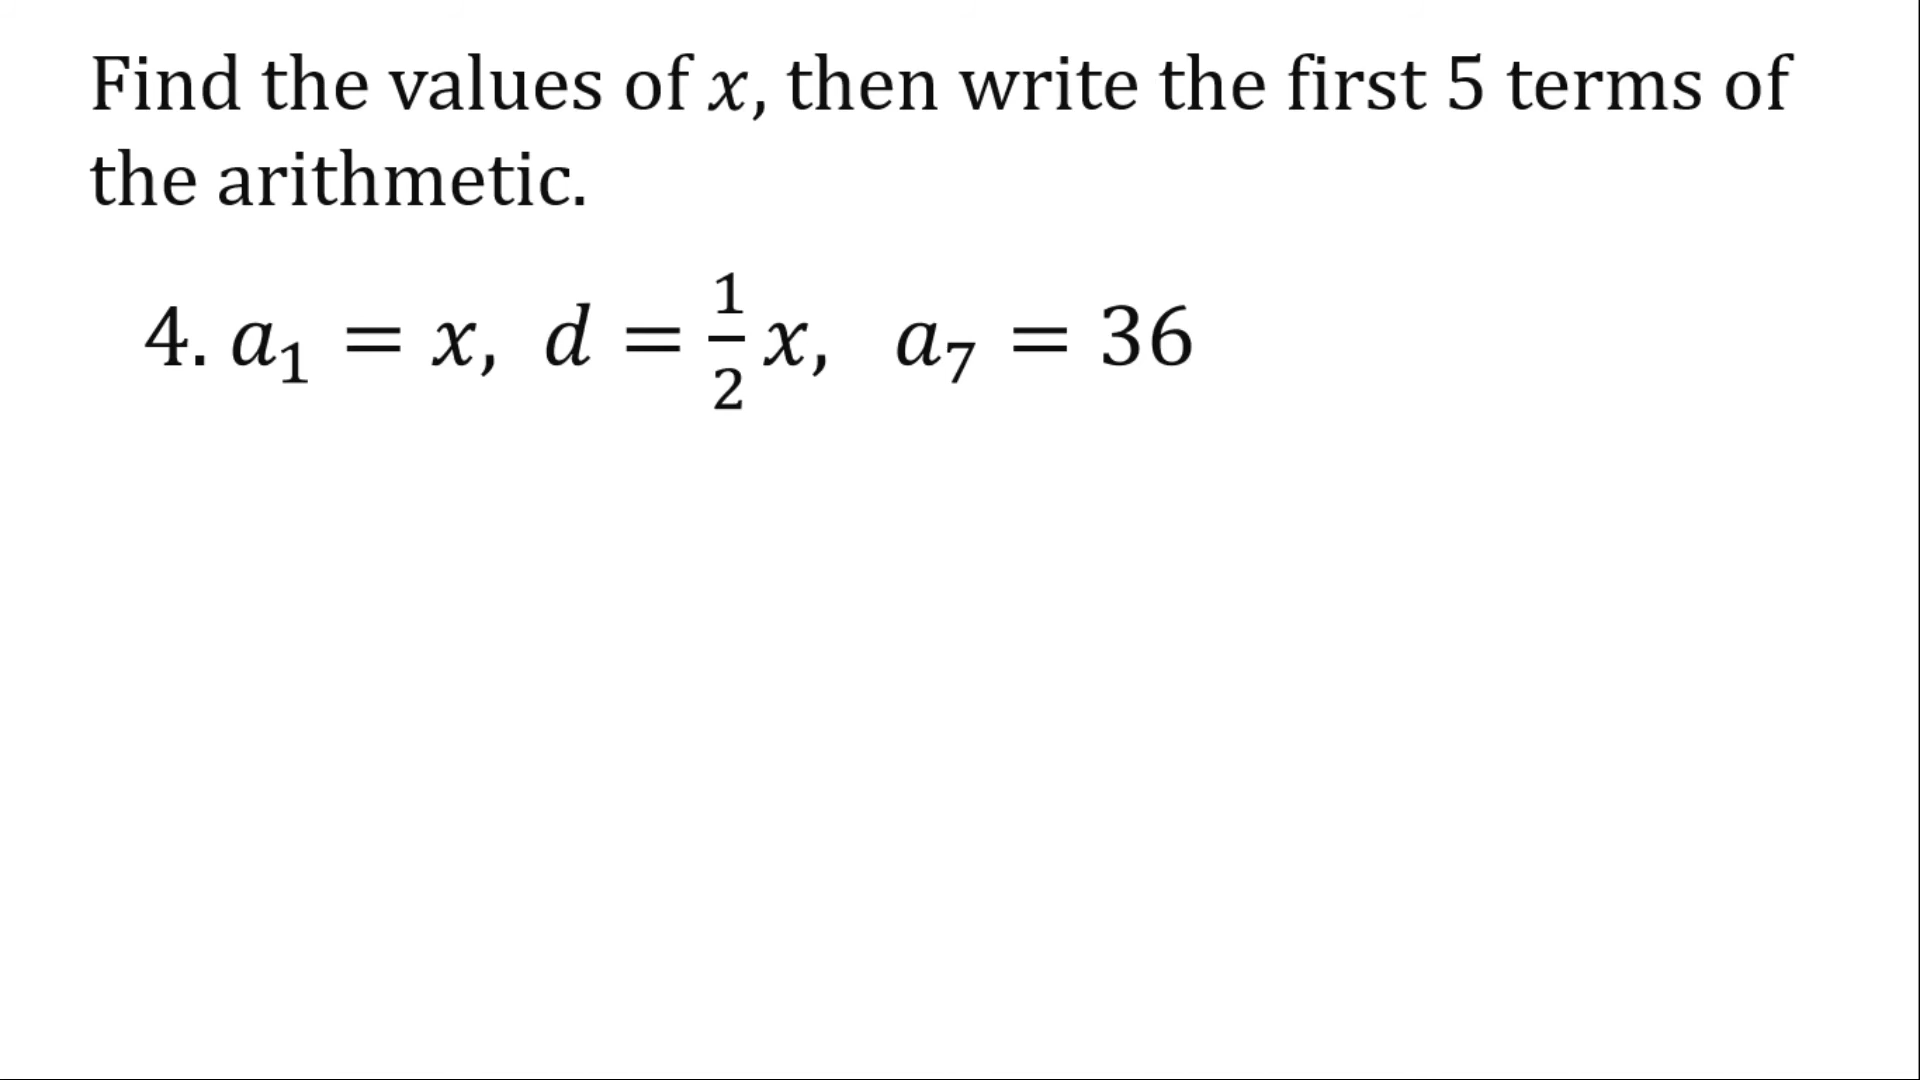 Find the values of x, then write the first 5 terms of
the arithmetic.
4. a₁ = x, d = ½x, a₇ = 36